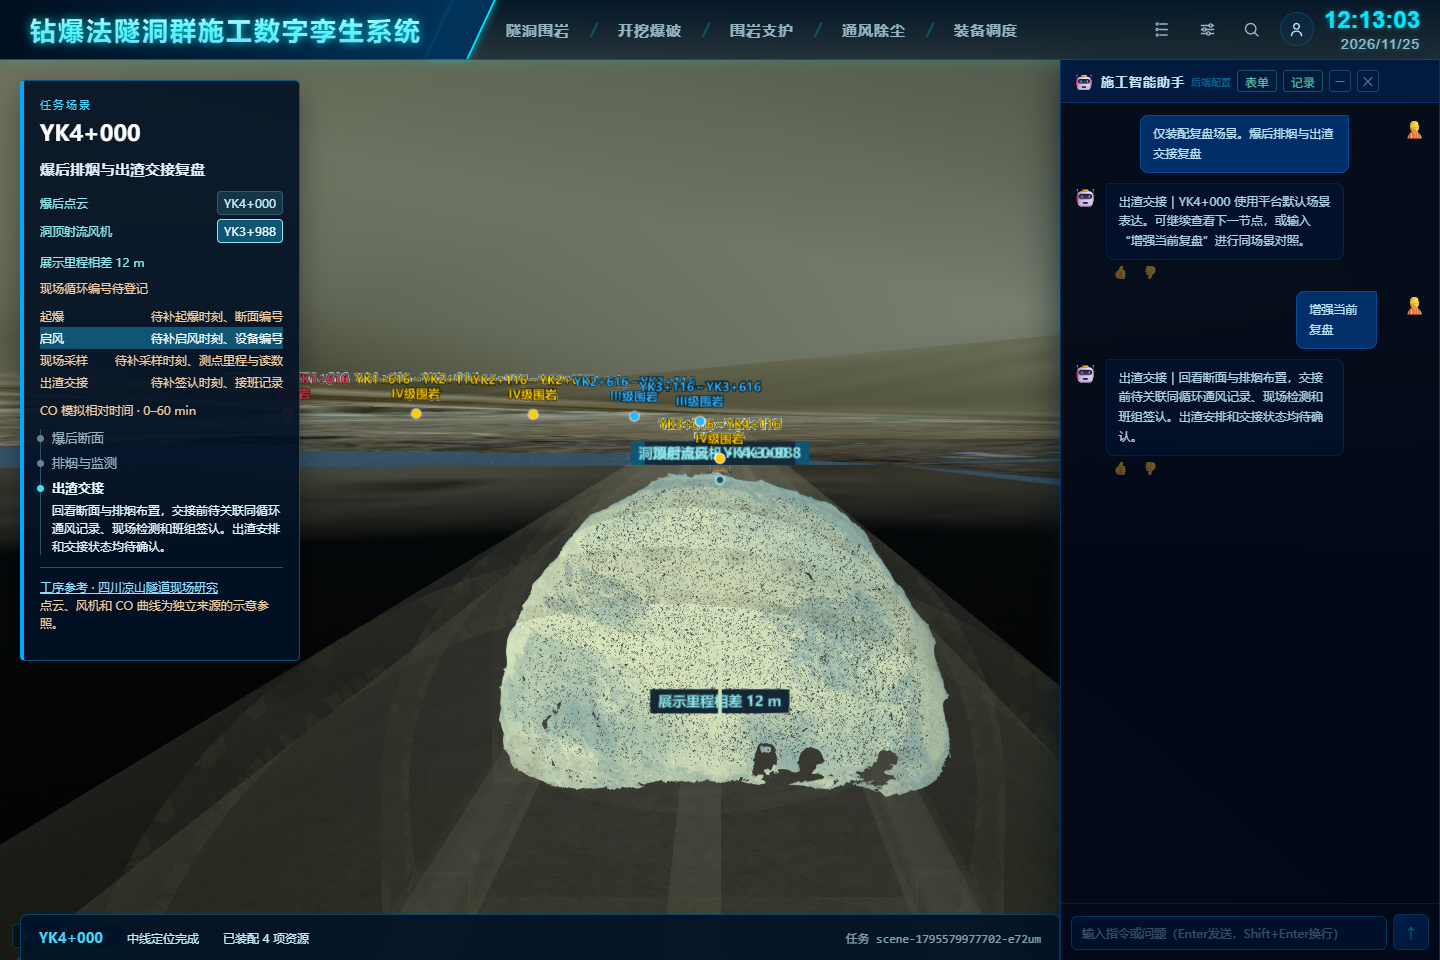 钻爆法隧洞群施工数字孪生系统
隧洞围岩 / 开挖爆破 / 围岩支护 / 通风除尘 / 装备调度
12:13:03
2026/11/25
任务场景
YK4+000
爆后排烟与出渣交接复盘
爆后点云 YK4+000
洞顶射流风机 YK3+988
展示里程相差 12 m
现场循环编号待登记
起爆 待补起爆时刻、断面编号
启风 待补启风时刻、设备编号
现场采样 待补采样时刻、测点里程与读数
出渣交接 待补签认时刻、接班记录
CO 模拟相对时间 · 0–60 min
爆后断面
排烟与监测
出渣交接
回看断面与排烟布置，交接前待关联同循环
通风记录、现场检测和班组签认。出渣安排
和交接状态均待确认。
工序参考 · 四川凉山隧道现场研究
点云、风机和 CO 曲线为独立来源的示意参
照。
YK1+616~YK2+116
IV级围岩
IV级围岩
III级围岩
YK3+116~YK3+616
III级围岩
IV级围岩
展示里程相差 12 m
YK4+000 中线定位完成 已装配 4 项资源
任务 scene-1795579977702-e72um
施工智能助手 后端配置 表单 记录
仅装配复盘场景。爆后排烟与出渣
交接复盘
出渣交接 | YK4+000 使用平台默认场景
表达。可继续查看下一节点，或输入
“增强当前复盘”进行同场景对照。
增强当前
复盘
出渣交接 | 回看断面与排烟布置，交接
前待关联同循环通风记录、现场检测和
班组签认。出渣安排和交接状态均待确
认。
输入指令或问题（Enter发送，Shift+Enter换行）